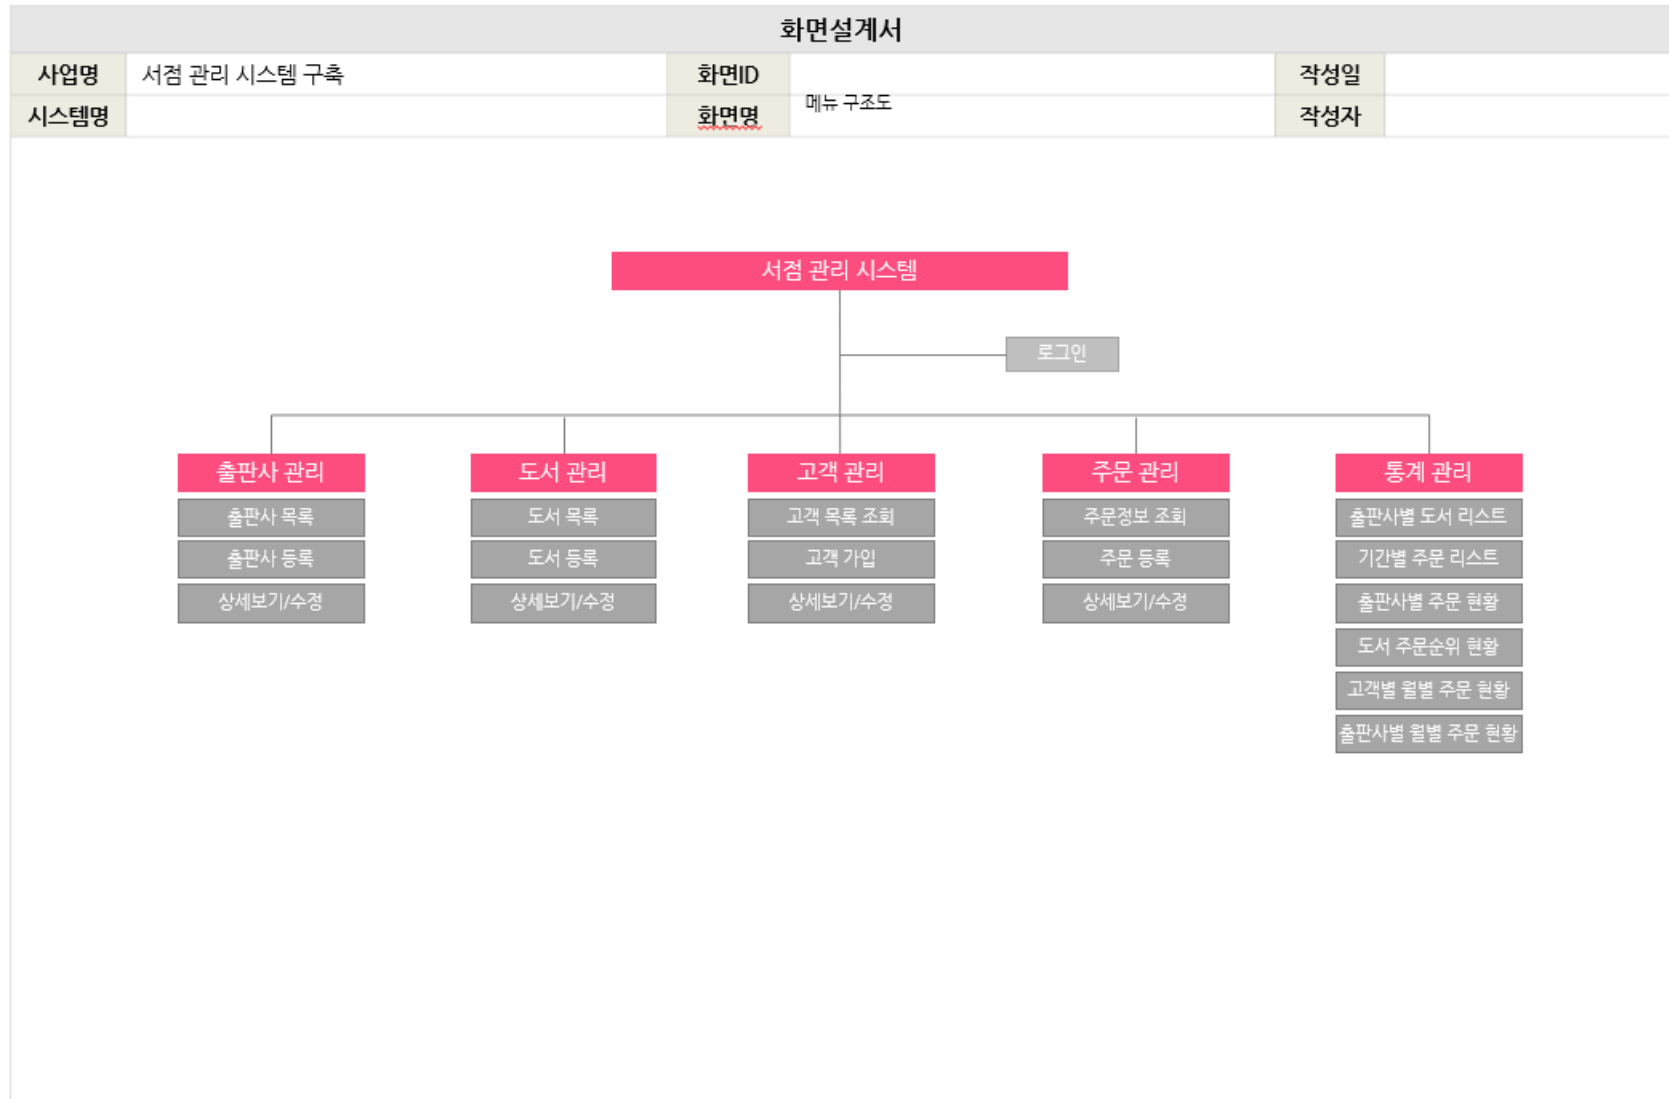 화면설계서
사업명 서점 관리 시스템 구축 화면ID 작성일
시스템명 화면명 메뉴 구조도 작성자
서점 관리 시스템
로그인
출판사 관리 도서 관리 고객 관리 주문 관리 통계 관리
출판사 목록 도서 목록 고객 목록 조회 주문정보 조회 출판사별 도서 리스트
출판사 등록 도서 등록 고객 가입 주문 등록 기간별 주문 리스트
상세보기/수정 상세보기/수정 상세보기/수정 상세보기/수정 출판사별 주문 현황
도서 주문순위 현황
고객별 월별 주문 현황
출판사별 월별 주문 현황